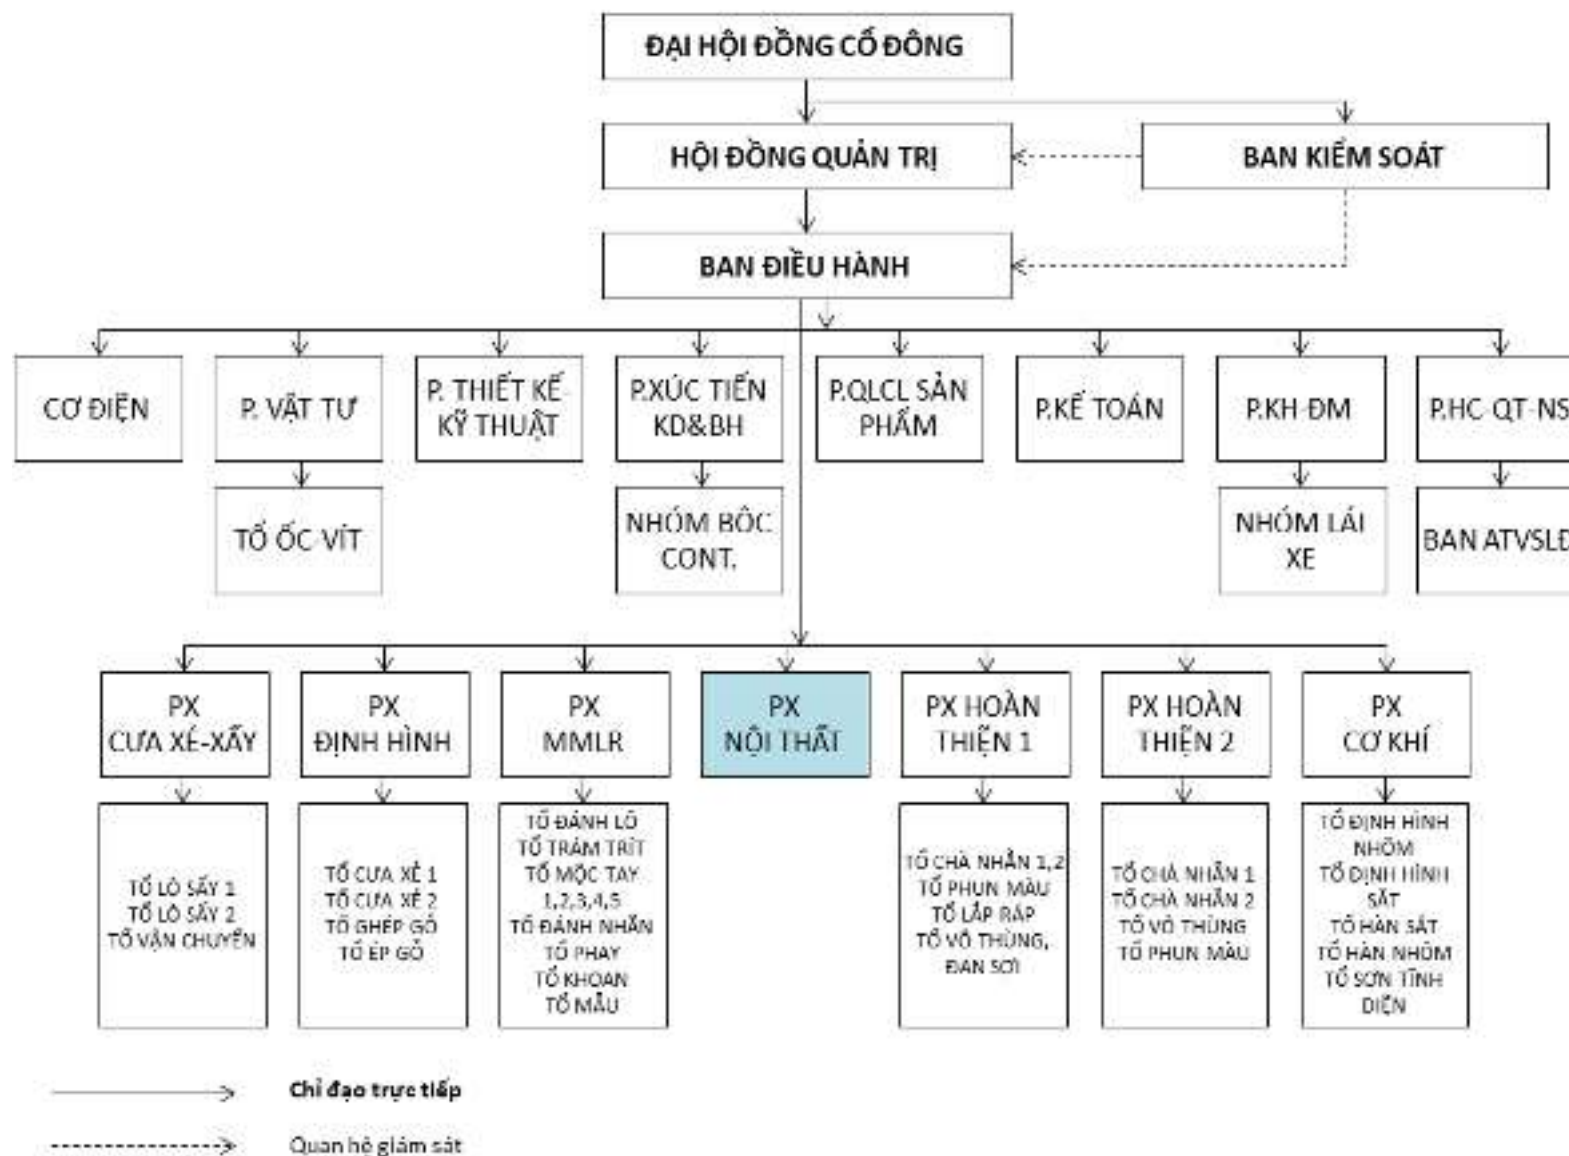 ĐẠI HỘI ĐỒNG CỔ ĐÔNG
HỘI ĐỒNG QUẢN TRỊ
BAN KIỂM SOÁT
BAN ĐIỀU HÀNH
CƠ ĐIỆN
P. VẬT TƯ
P. THIẾT KẾ
KỸ THUẬT
P.XÚC TIẾN
KD&BH
P.QLCL SẢN
PHẨM
P.KẾ TOÁN
P.KH-ĐM
P.HC-QT-NS
TỔ ỐC-VÍT
NHÓM BỐC
CONT.
NHÓM LÁI
XE
BAN ATVSLĐ
PX
CƯA XẺ-XẤY
PX
ĐỊNH HÌNH
PX
MMLR
PX
NỘI THẤT
PX HOÀN
THIỆN 1
PX HOÀN
THIỆN 2
PX
CƠ KHÍ
TỔ LÒ SẤY 1
TỔ LÒ SẤY 2
TỔ VẬN CHUYỂN
TỔ CƯA XẺ 1
TỔ CƯA XẺ 2
TỔ GHÉP GỖ
TỔ ÉP GỖ
TỔ ĐÁNH LÔ
TỔ TRÁM TRÍT
TỔ MỘC TAY
1,2,3,4,5
TỔ ĐÁNH NHẴN
TỔ PHAY
TỔ KHOAN
TỔ MẪU
TỔ CHÀ NHẴN 1,2
TỔ PHUN MÀU
TỔ LẮP RÁP
TỔ VÔ THÙNG,
ĐAN SỢI
TỔ CHÀ NHẴN 1
TỔ CHÀ NHẴN 2
TỔ VÔ THÙNG
TỔ PHUN MÀU
TỔ ĐỊNH HÌNH
NHÔM
TỔ ĐỊNH HÌNH
SẮT
TỔ HÀN SẮT
TỔ HÀN NHÔM
TỔ SƠN TĨNH
ĐIỆN
Chỉ đạo trực tiếp
Quan hệ giám sát